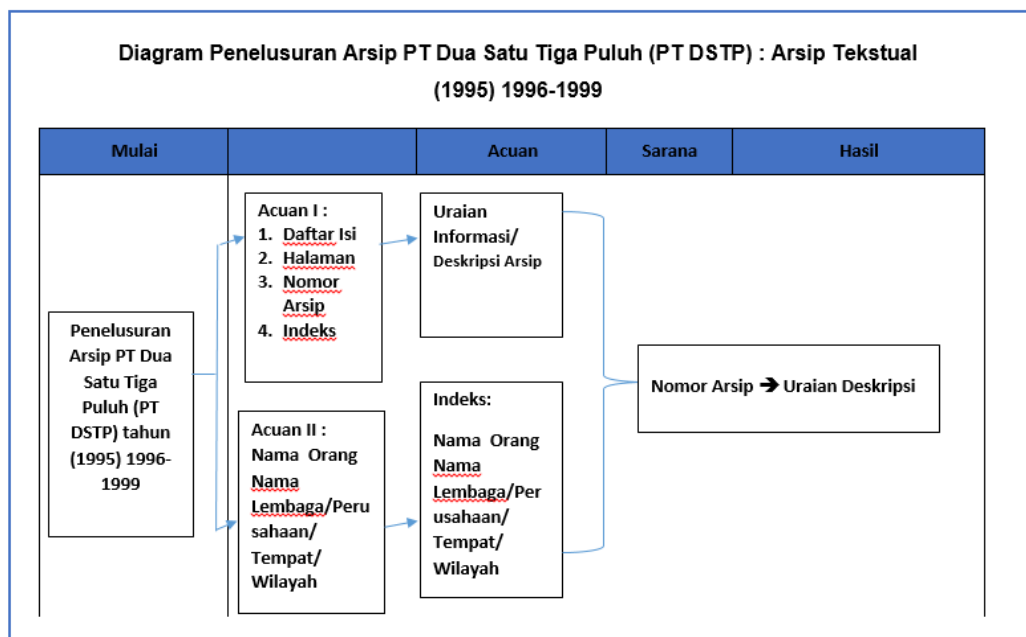 Diagram Penelusuran Arsip PT Dua Satu Tiga Puluh (PT DSTP) : Arsip Tekstual
(1995) 1996-1999
Mulai
Acuan
Sarana
Hasil
Penelusuran
Arsip PT Dua
Satu Tiga
Puluh (PT
DSTP) tahun
(1995) 1996-
1999
Acuan I :
1. Daftar Isi
2. Halaman
3. Nomor
Arsip
4. Indeks
Uraian
Informasi/
Deskripsi Arsip
Acuan II :
Nama Orang
Nama
Lembaga/Peru
sahaan/
Tempat/
Wilayah
Indeks:
Nama Orang
Nama
Lembaga/Per
usahaan/
Tempat/
Wilayah
Nomor Arsip ➔ Uraian Deskripsi